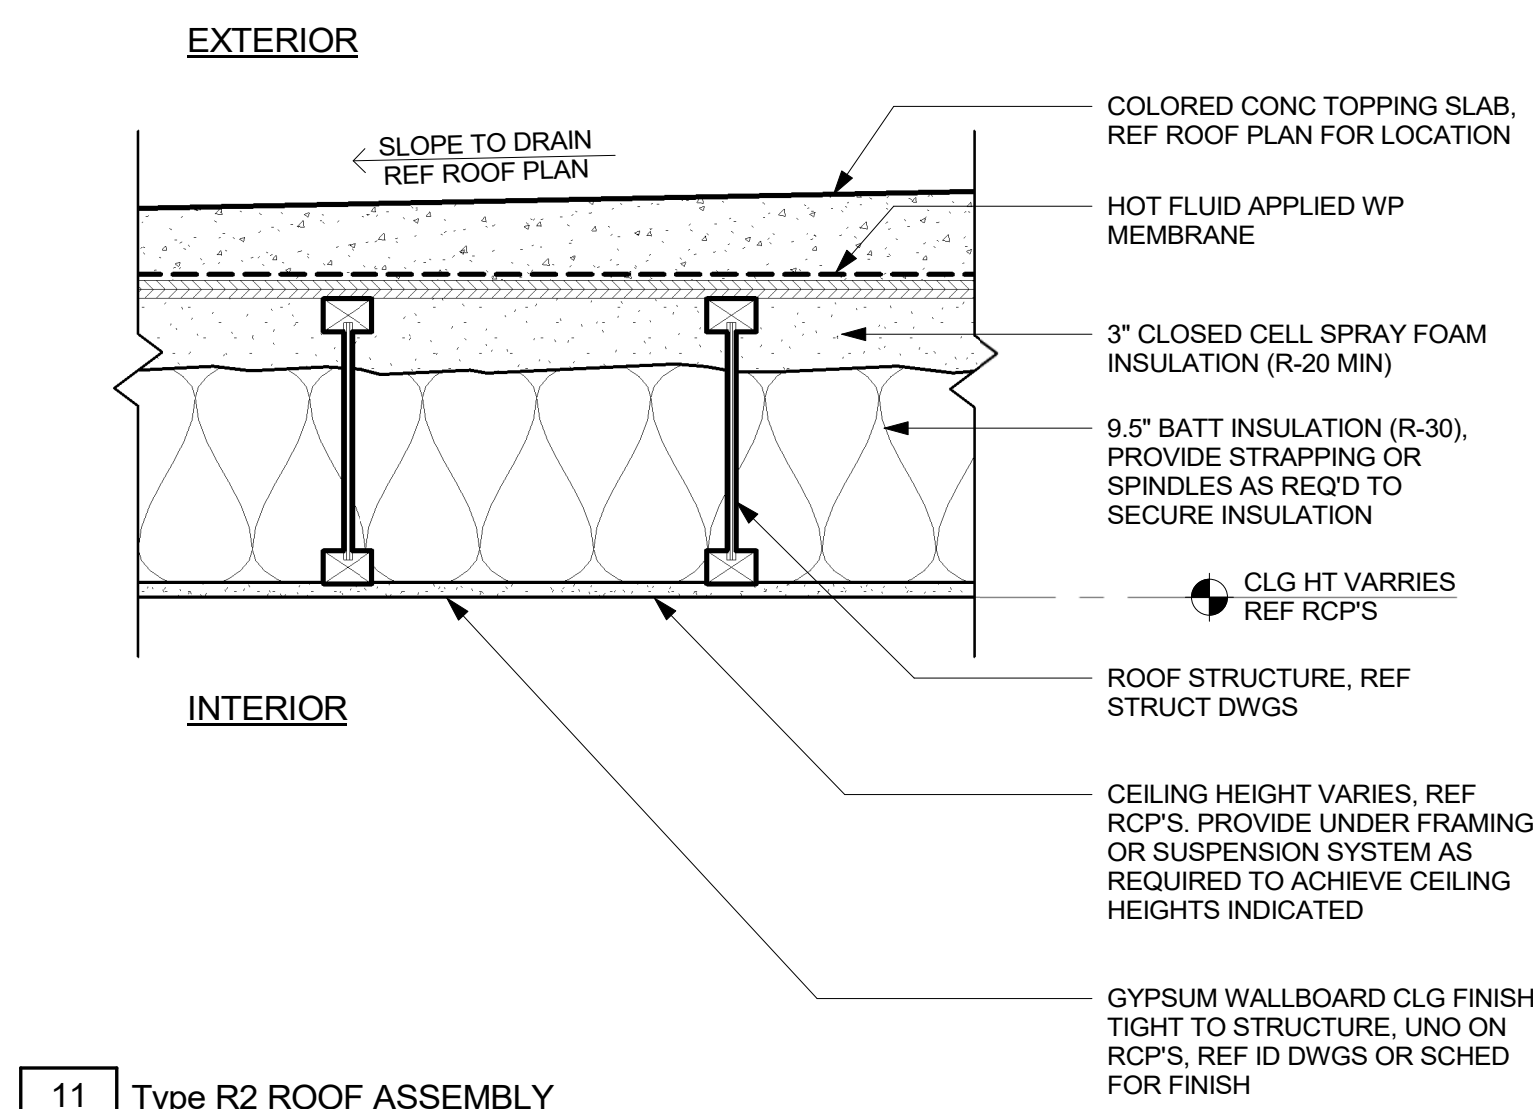 EXTERIOR
SLOPE TO DRAIN
REF ROOF PLAN
COLORED CONC TOPPING SLAB,
REF ROOF PLAN FOR LOCATION
HOT FLUID APPLIED WP
MEMBRANE
3" CLOSED CELL SPRAY FOAM
INSULATION (R-20 MIN)
9.5" BATT INSULATION (R-30),
PROVIDE STRAPPING OR
SPINDLES AS REQ'D TO
SECURE INSULATION
CLG HT VARRIES
REF RCP'S
INTERIOR
ROOF STRUCTURE, REF
STRUCT DWGS
CEILING HEIGHT VARIES, REF
RCP'S. PROVIDE UNDER FRAMING
OR SUSPENSION SYSTEM AS
REQUIRED TO ACHIEVE CEILING
HEIGHTS INDICATED
GYPSUM WALLBOARD CLG FINISH
TIGHT TO STRUCTURE, UNO ON
RCP'S, REF ID DWGS OR SCHED
FOR FINISH
11 Type R2 ROOF ASSEMBLY